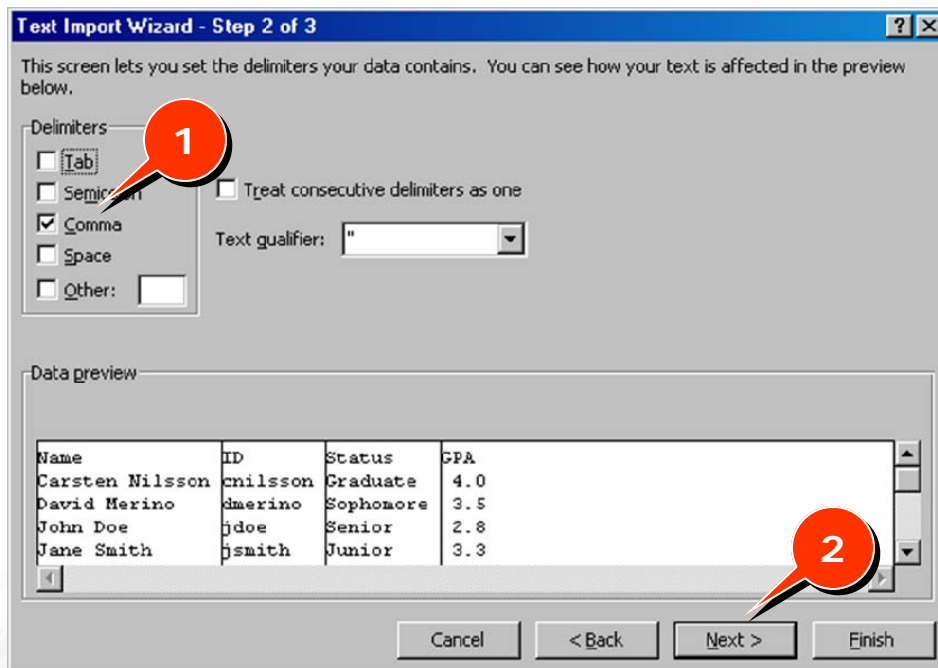 Text Import Wizard - Step 2 of 3
This screen lets you set the delimiters your data contains. You can see how your text is affected in the preview
below.
Delimiters
1
Tab
Semicolon
Treat consecutive delimiters as one
Comma
Text qualifier: "
Space
Other:
Data preview
Name ID Status GPA
Carsten Nilsson cnilsson Graduate 4.0
David Merino dmerino Sophomore 3.5
John Doe jdoe Senior 2.8
Jane Smith jsmith Junior 3.3
2
Cancel < Back Next > Finish